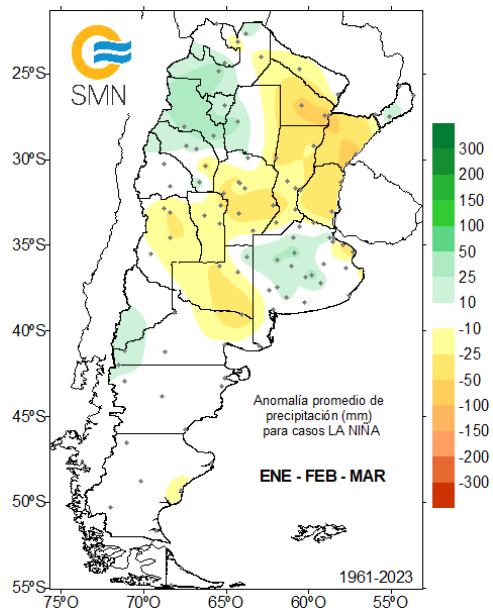 SMN
25°S
30°S
35°S
40°S
45°S
50°S
55°S
75°O
70°O
65°O
60°O
55°O
300
200
150
100
50
25
10
-10
-25
-50
-100
-150
-200
-300
Anomalía promedio de
precipitación (mm)
para casos LA NIÑA
ENE - FEB - MAR
1961-2023